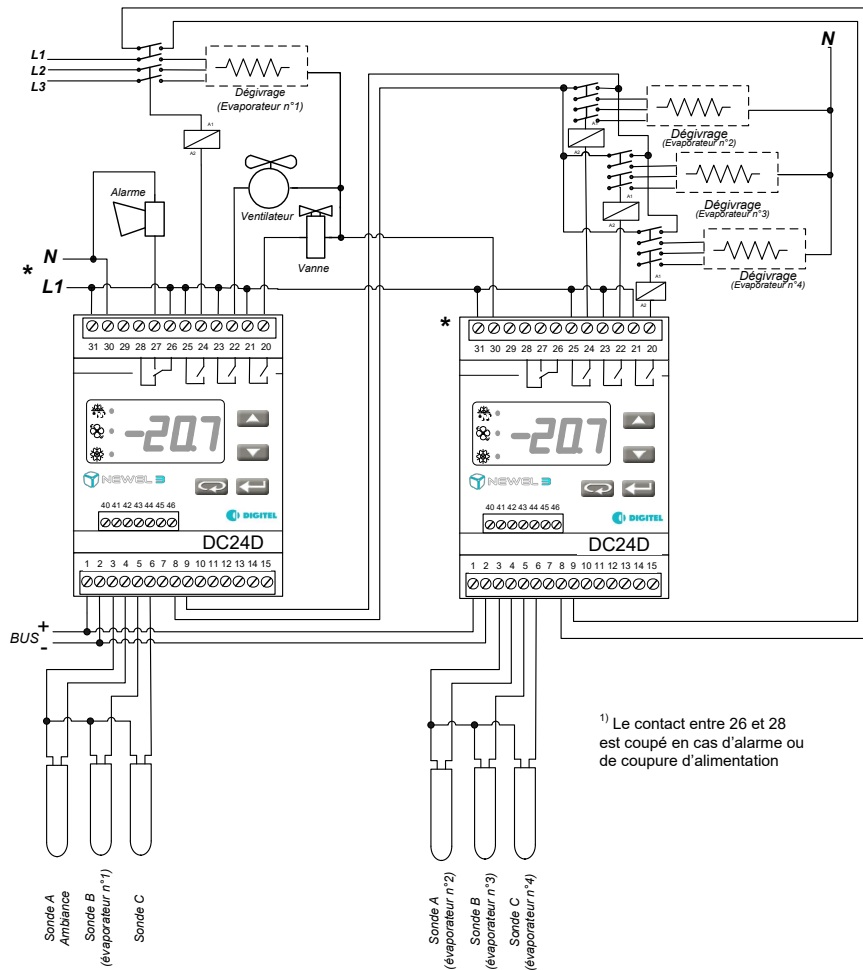 L1
L2
L3
Dégivrage
(Evaporateur n°1)
A1
A2
N
Dégivrage
(Evaporateur n°2)
A1
A2
Dégivrage
(Evaporateur n°3)
A1
A2
Dégivrage
(Evaporateur n°4)
A1
A2
Alarme
Ventilateur
Vanne
N
*
L1
*
31 30 29 28 27 26 25 24 23 22 21 20
-20.7
NEWEL 3
40 41 42 43 44 45 46
DIGITEL
DC24D
1 2 3 4 5 6 7 8 9 10 11 12 13 14 15
31 30 29 28 27 26 25 24 23 22 21 20
-20.7
NEWEL 3
40 41 42 43 44 45 46
DIGITEL
DC24D
1 2 3 4 5 6 7 8 9 10 11 12 13 14 15
BUS + -
1) Le contact entre 26 et 28
est coupé en cas d'alarme ou
de coupure d'alimentation
Sonde A
Ambiance
Sonde B
(évaporateur n°1)
Sonde C
Sonde A
(évaporateur n°2)
Sonde B
(évaporateur n°3)
Sonde C
(évaporateur n°4)